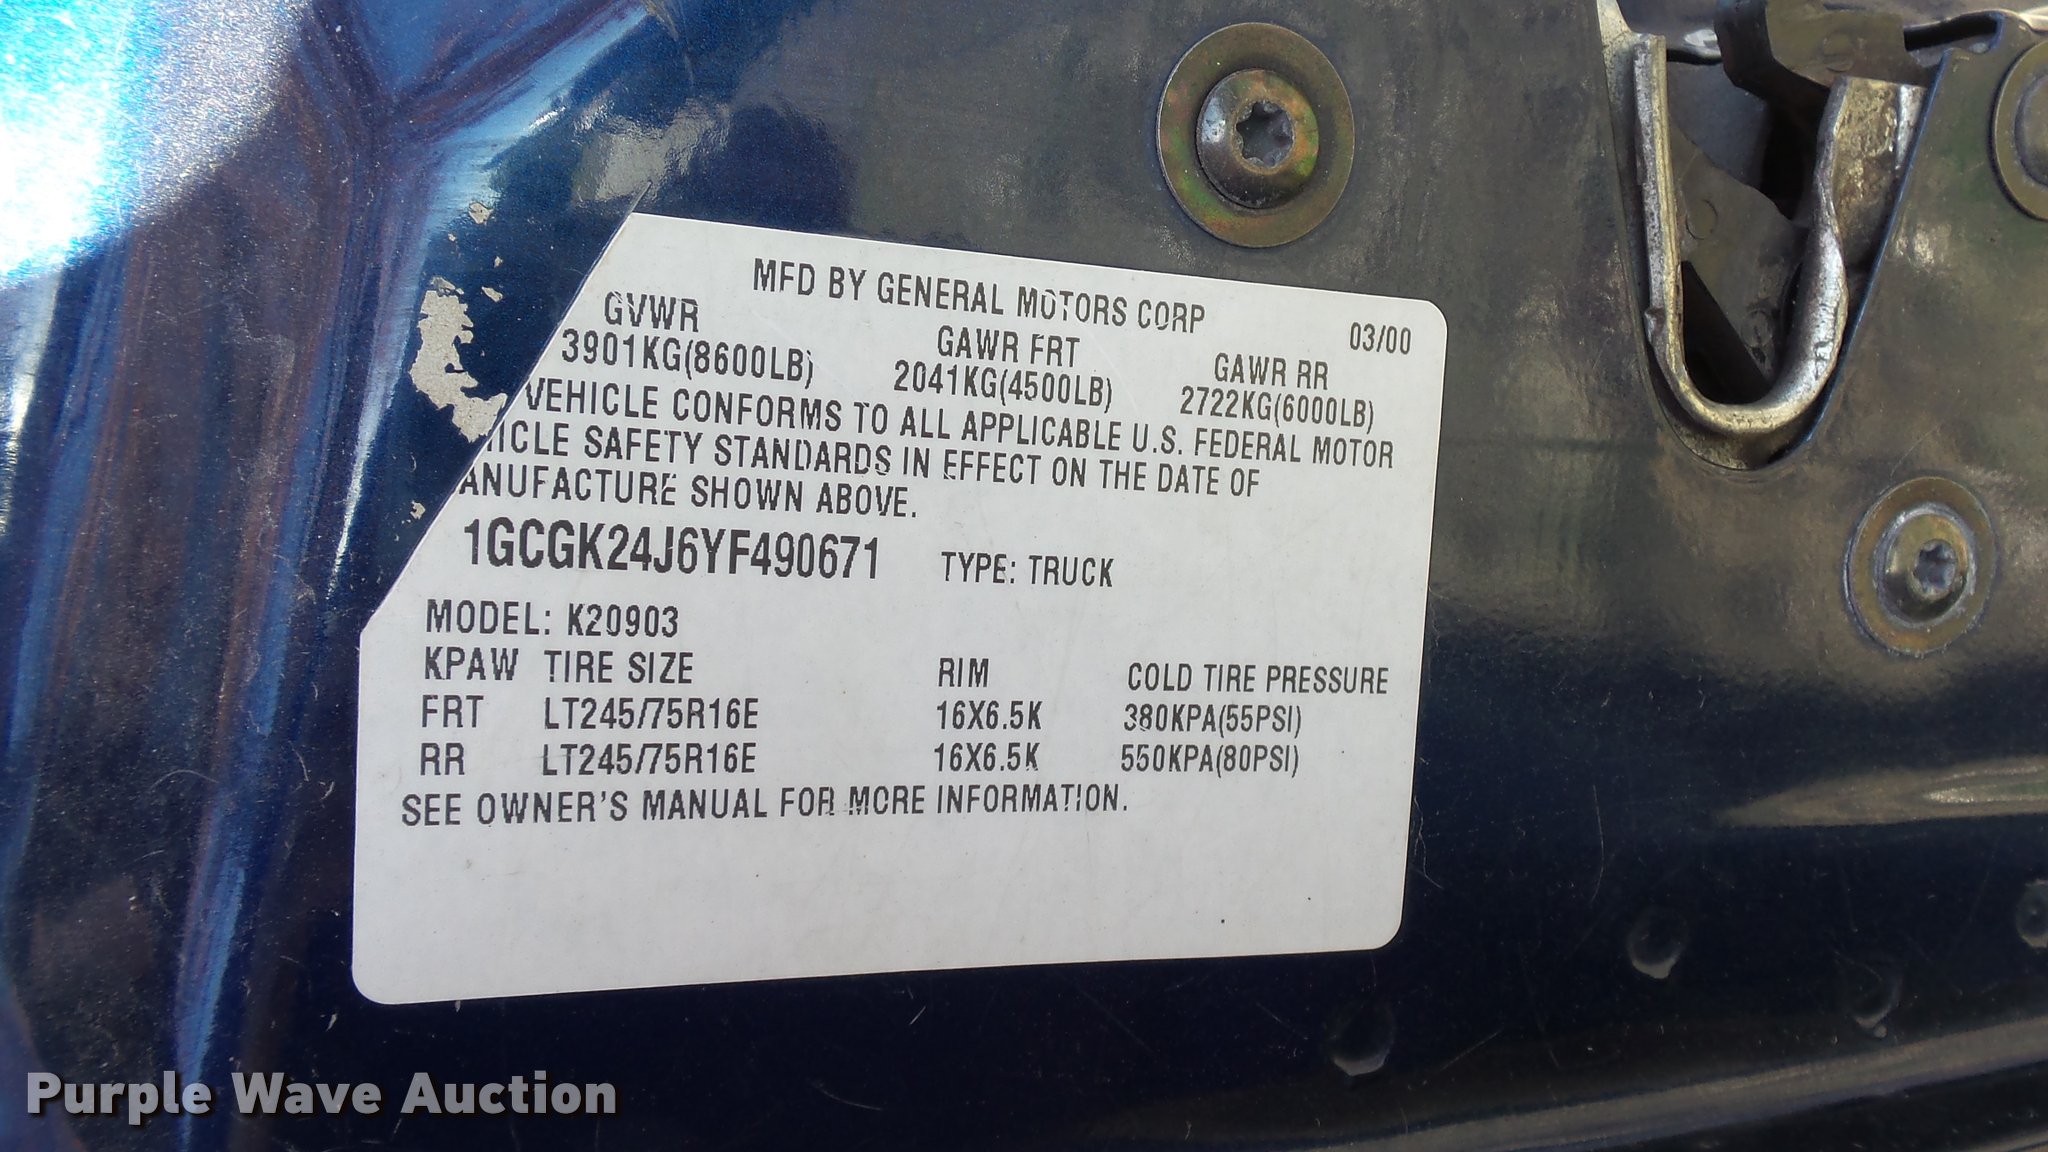 MFD BY GENERAL MOTORS CORP 03/00
GVWR GAWR FRT GAWR RR
3901KG(8600LB) 2041KG(4500LB) 2722KG(6000LB)
VEHICLE CONFORMS TO ALL APPLICABLE U.S. FEDERAL MOTOR
HICLE SAFETY STANDARDS IN EFFECT ON THE DATE OF
ANUFACTURE SHOWN ABOVE.
1GCGK24J6YF490671 TYPE: TRUCK
MODEL: K20903
KPAW TIRE SIZE RIM COLD TIRE PRESSURE
FRT LT245/75R16E 16X6.5K 380KPA(55PSI)
RR LT245/75R16E 16X6.5K 550KPA(80PSI)
SEE OWNER'S MANUAL FOR MORE INFORMATION.
Purple Wave Auction